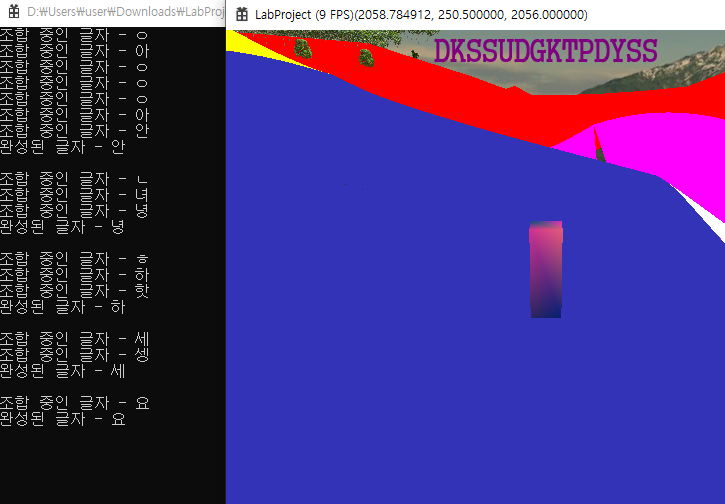 D:\Users\user\Downloads\LabProj
조합 중인 글자 - ㅇ
조합 중인 글자 - 아
조합 중인 글자 - ㅇ
조합 중인 글자 - ㅇ
조합 중인 글자 - ㅇ
조합 중인 글자 - 아
조합 중인 글자 - 안
완성된 글자 - 안
조합 중인 글자 - ㄴ
조합 중인 글자 - 녀
조합 중인 글자 - 녕
완성된 글자 - 녕
조합 중인 글자 - ㅎ
조합 중인 글자 - 하
조합 중인 글자 - 핫
완성된 글자 - 하
조합 중인 글자 - 세
조합 중인 글자 - 셍
완성된 글자 - 세
조합 중인 글자 - 요
완성된 글자 - 요
LabProject (9 FPS)(2058.784912, 250.500000, 2056.000000)
DKSSUDGKTPDYSS